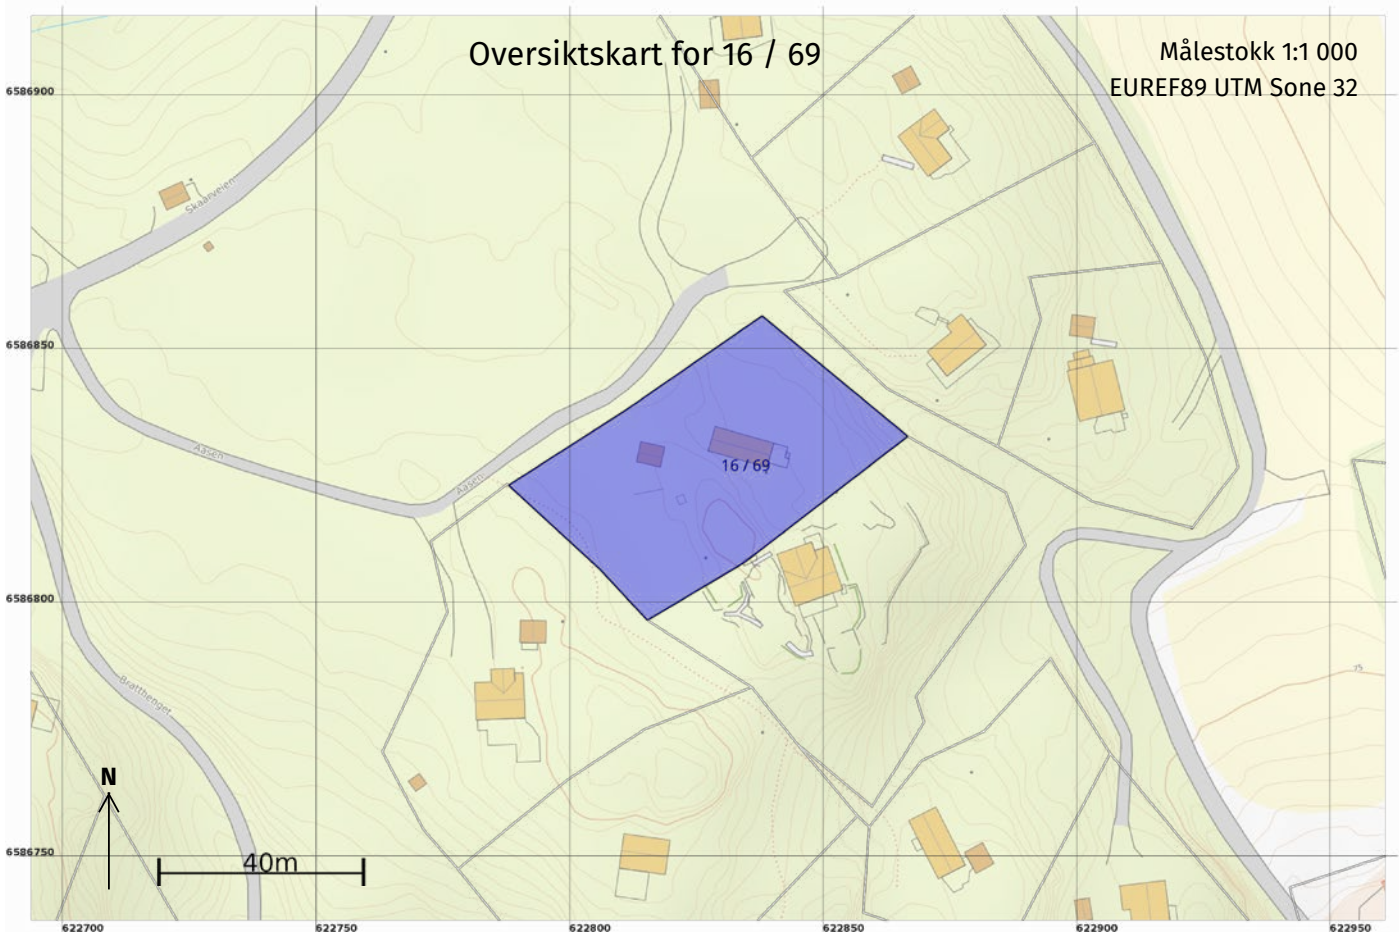 Oversiktskart for 16 / 69
Målestokk 1:1 000
EUREF89 UTM Sone 32
6586900
Skaarveien
6586850
Aasen
Aasen
16 / 69
6586800
75
Bratthenget
N
40m
6586750
622700
622750
622800
622850
622900
622950